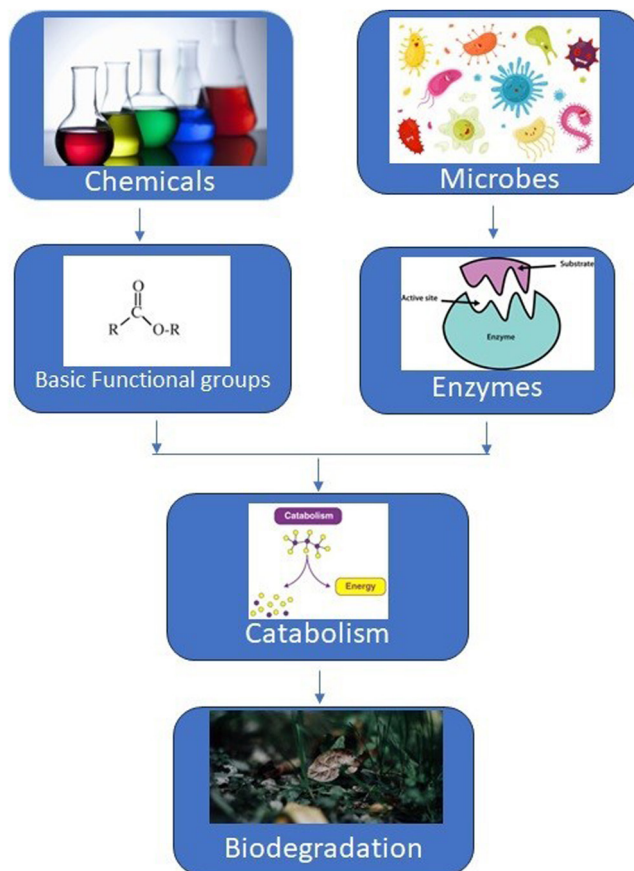 Chemicals
Microbes
O
C
R
O-R
Basic Functional groups
Substrate
Active site
Enzyme
Enzymes
Catabolism
Energy
Catabolism
Biodegradation